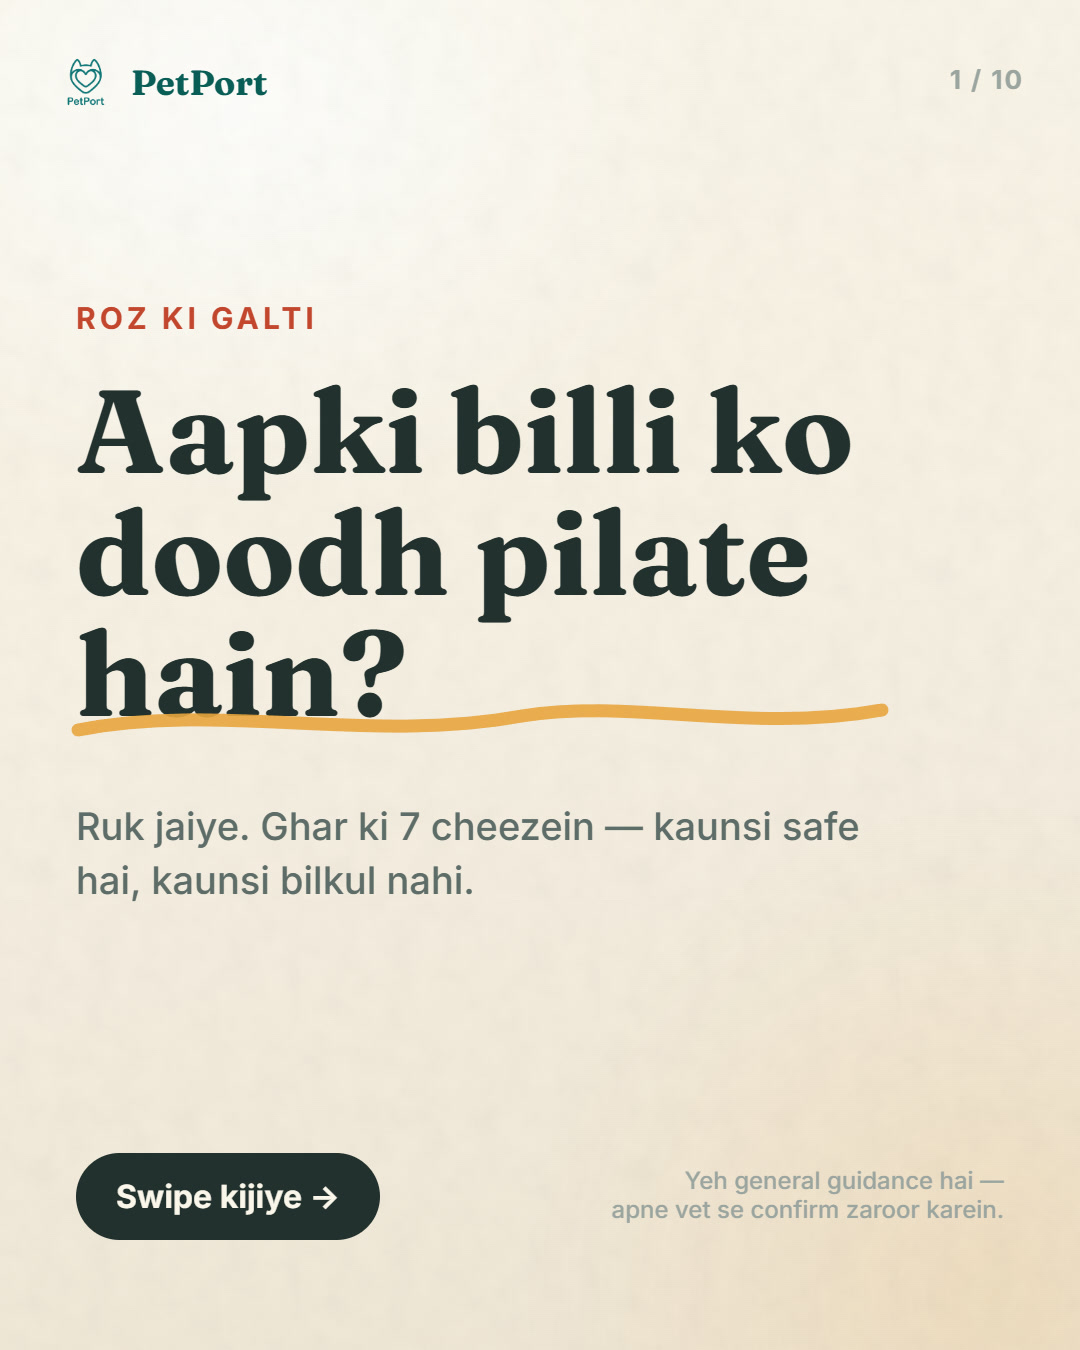 PetPort
PetPort
1 / 10
ROZ KI GALTI
Aapki billi ko
doodh pilate
hain?
Ruk jaiye. Ghar ki 7 cheezein — kaunsi safe
hai, kaunsi bilkul nahi.
Swipe kijiye →
Yeh general guidance hai —
apne vet se confirm zaroor karein.